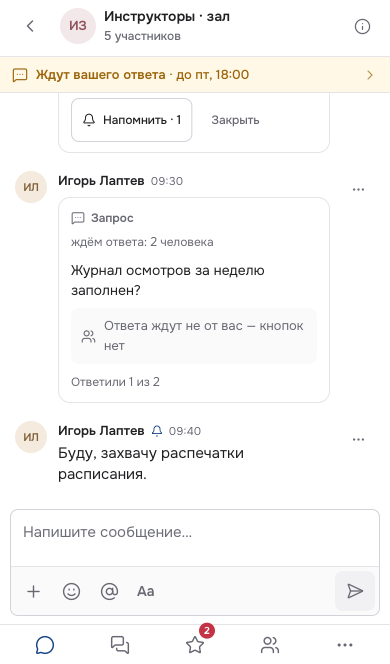 ИЗ
Инструкторы · зал
5 участников
Ждут вашего ответа · до пт, 18:00
Напомнить · 1
Закрыть
ИЛ
Игорь Лаптев 09:30
Запрос
ждём ответа: 2 человека
Журнал осмотров за неделю
заполнен?
Ответа ждут не от вас — кнопок
нет
Ответили 1 из 2
ИЛ
Игорь Лаптев 09:40
Буду, захвачу распечатки
расписания.
Напишите сообщение...
Aa
2